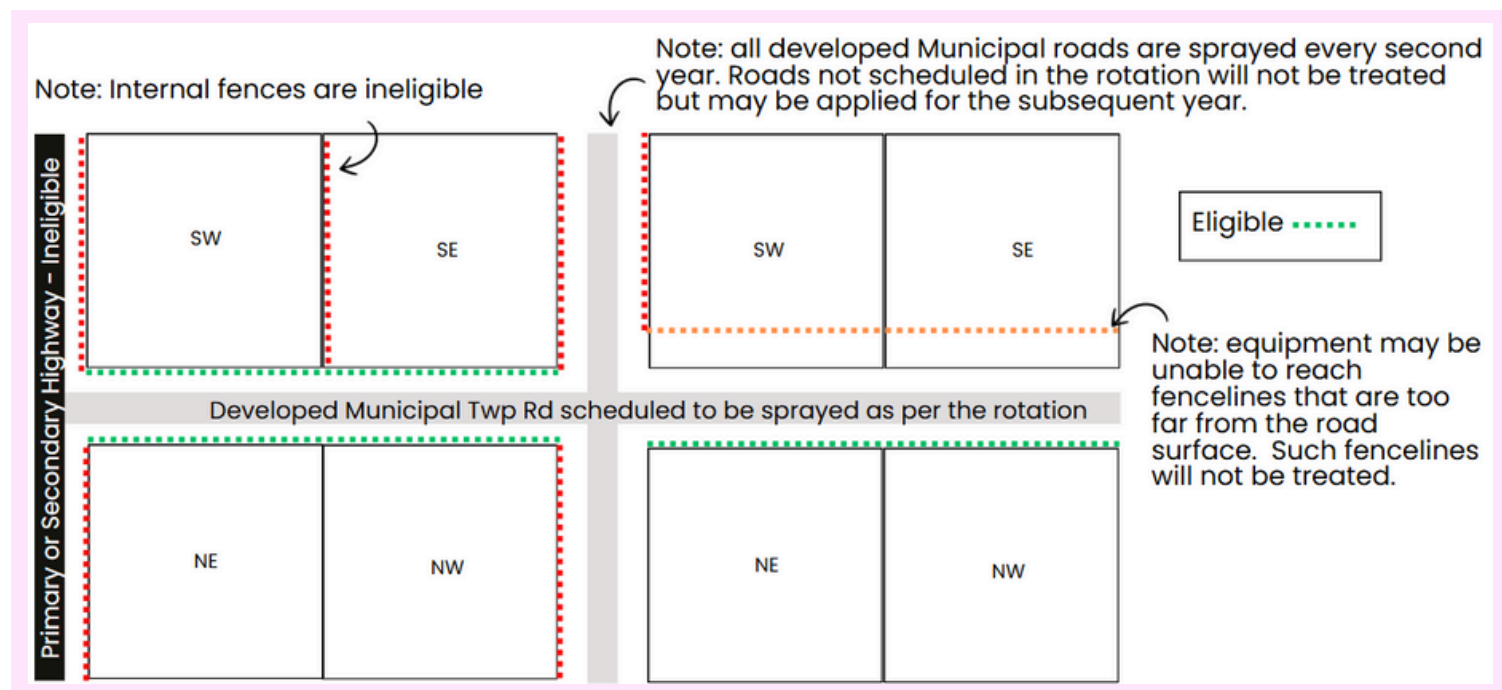 Note: all developed Municipal roads are sprayed every second
year. Roads not scheduled in the rotation will not be treated
but may be applied for the subsequent year.
Note: Internal fences are ineligible
Primary or Secondary Highway - Ineligible
SW
SE
SW
SE
Eligible
Note: equipment may be
unable to reach
fencelines that are too
far from the road
surface. Such fencelines
will not be treated.
Developed Municipal Twp Rd scheduled to be sprayed as per the rotation
NE
NW
NE
NW